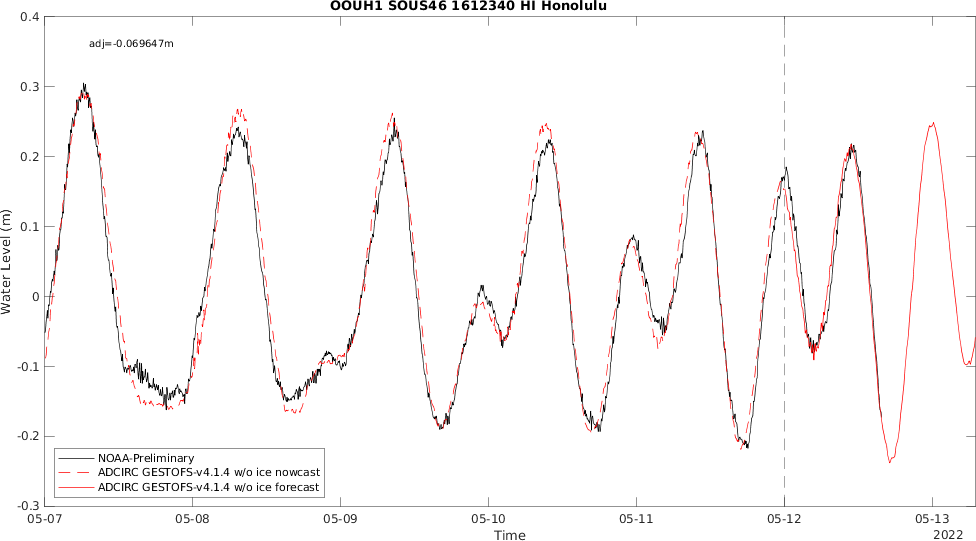 OOUH1 SOUS46 1612340 HI Honolulu
adj=-0.069647m
0.4
0.3
0.2
0.1
0
-0.1
-0.2
-0.3
Water Level (m)
NOAA-Preliminary
ADCIRC GESTOFS-v4.1.4 w/o ice nowcast
ADCIRC GESTOFS-v4.1.4 w/o ice forecast
05-07 05-08 05-09 05-10 05-11 05-12 05-13
Time
2022